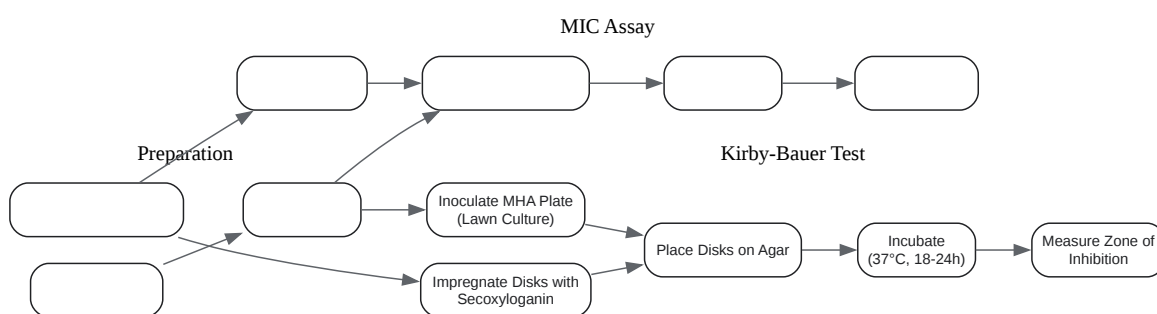 MIC Assay
Preparation
Kirby-Bauer Test
Inoculate MHA Plate
(Lawn Culture)
Impregnate Disks with
Secoxyloganin
Place Disks on Agar
Incubate
(37°C, 18-24h)
Measure Zone of
Inhibition